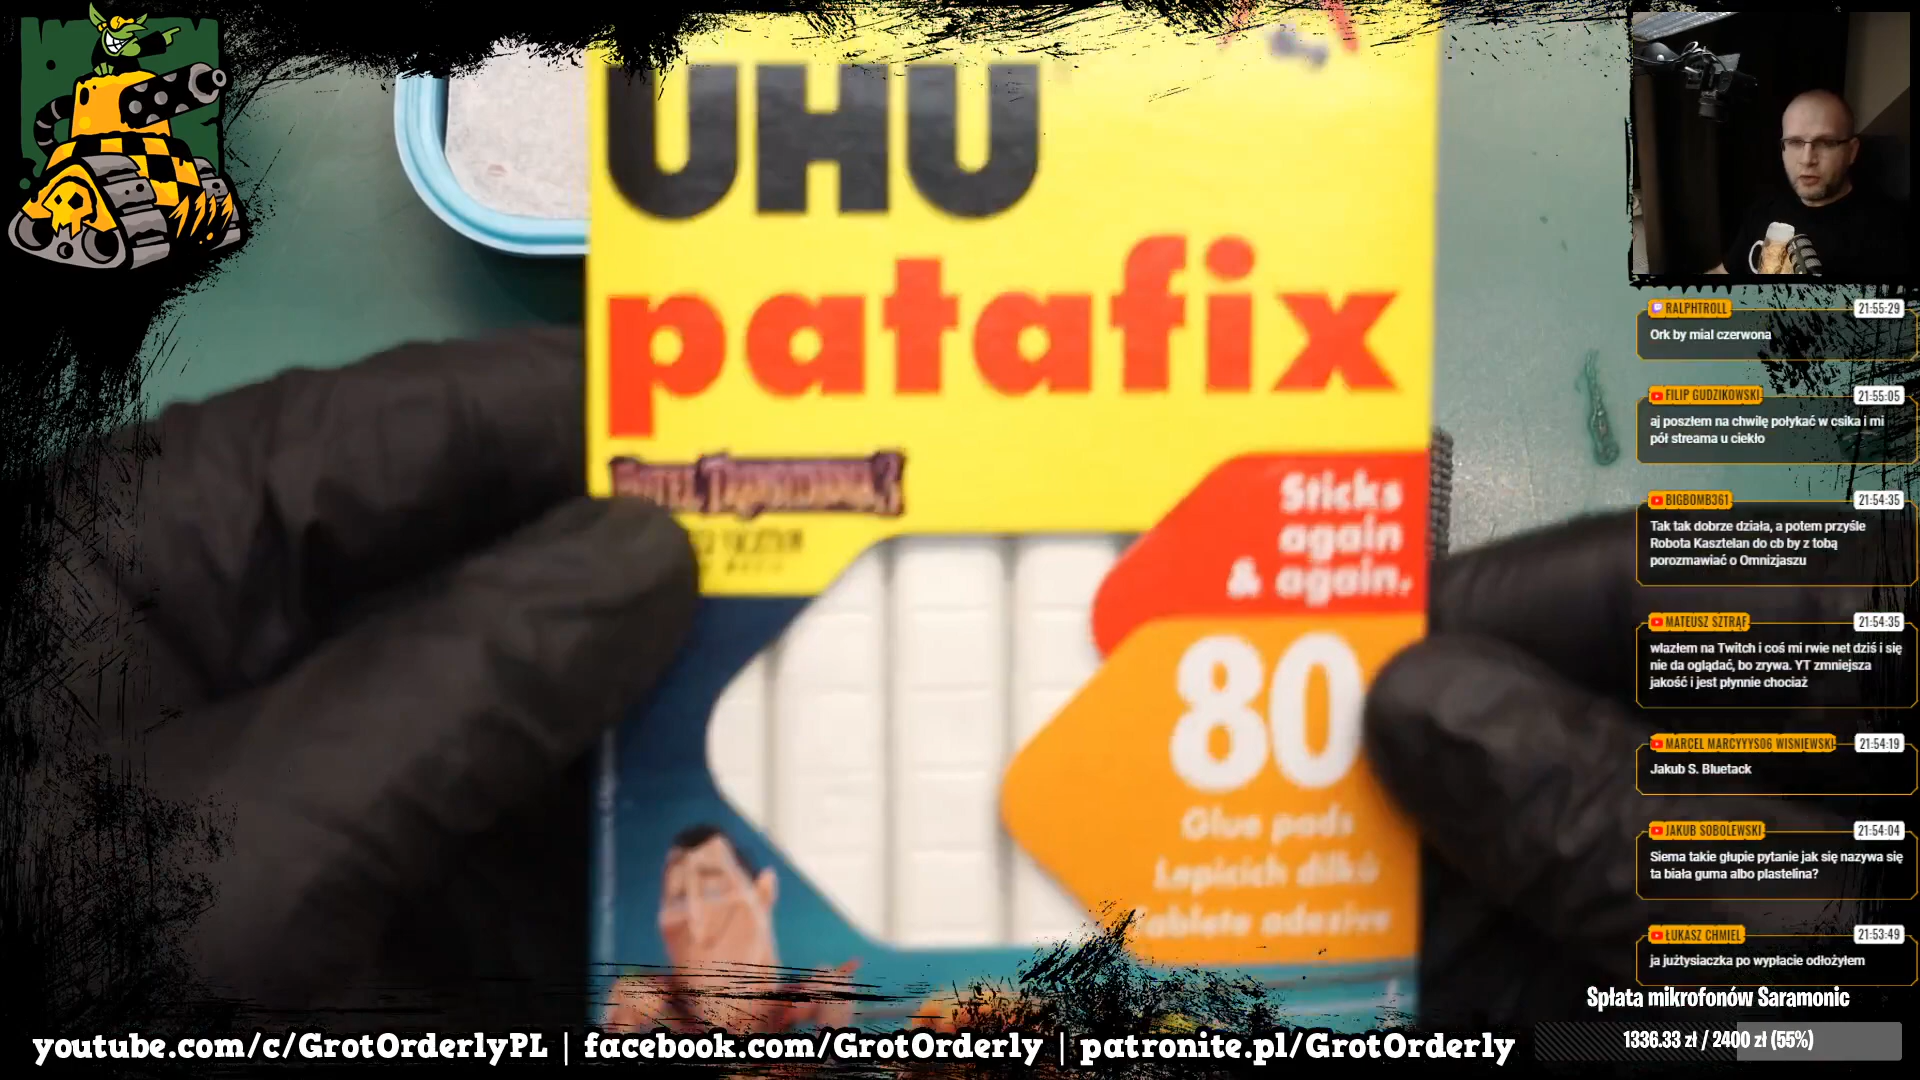 UHU
patafix
Sticks
again
& again.
80
Glue pads
Lepicích dílků
Tablete adezive
RALPHTROLL
21:55:29
Ork by mial czerwona
FILIP GUDZIKOWSKI
21:55:05
aj poszłem na chwilę połykać w csika i mi
pół streama u ciekło
BIGBOMB361
21:54:35
Tak tak dobrze działa, a potem przyśle
Robota Kasztelan do cb by z tobą
porozmawiać o Omnizjaszu
MATEUSZ SZTRĄF
21:54:35
wlazłem na Twitch i coś mi rwie net dziś i się
nie da oglądać, bo zrywa. YT zmniejsza
jakość i jest płynnie chociaż
MARCEL MARCYYYS06 WISNIEWSKI
21:54:19
Jakub S. Bluetack
JAKUB SOBOLEWSKI
21:54:04
Siema takie głupie pytanie jak się nazywa się
ta biała guma albo plastelina?
ŁUKASZ CHMIEL
21:53:49
ja jużtysiaczka po wypłacie odłożyłem
Spłata mikrofonów Saramonic
1336.33 zł / 2400 zł (55%)
youtube.com/c/GrotOrderlyPL | facebook.com/GrotOrderly | patronite.pl/GrotOrderly